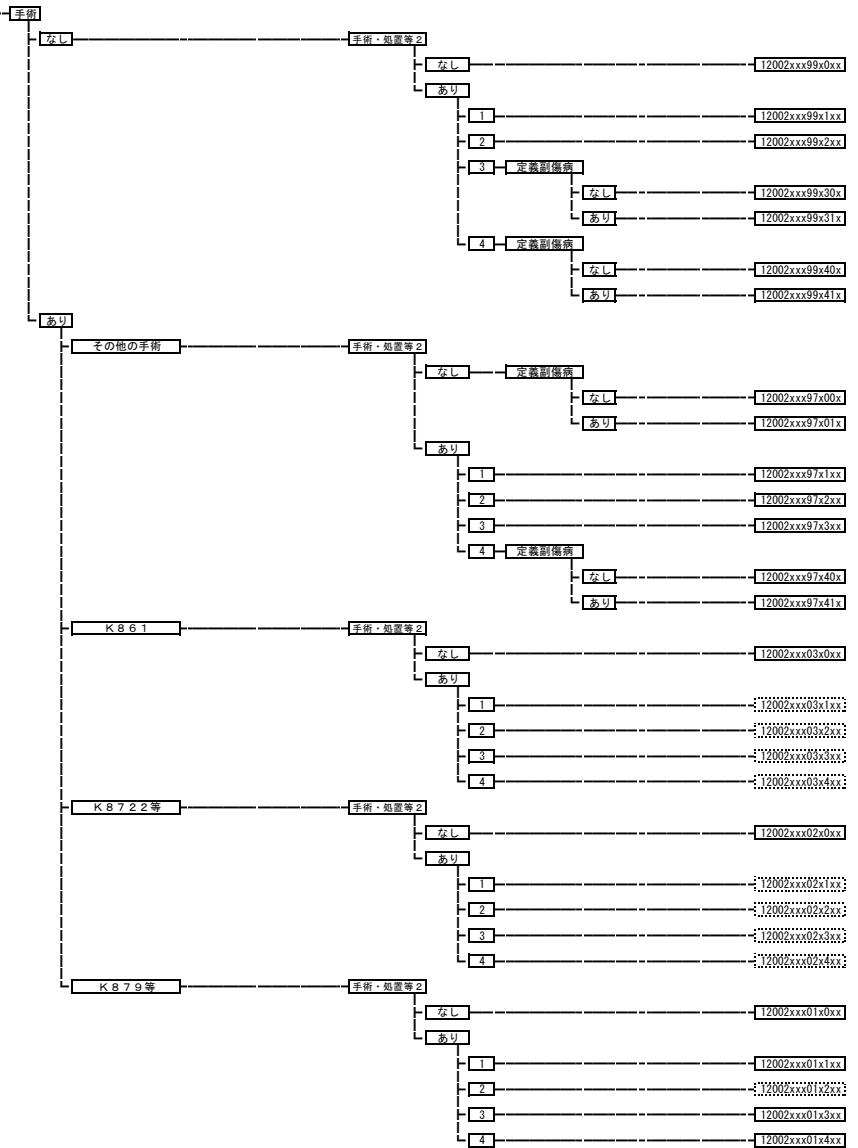 手術
なし 手術・処置等２
なし 12002xxx99x0xx
あり
1 12002xxx99x1xx
2 12002xxx99x2xx
3 定義副傷病
なし 12002xxx99x30x
あり 12002xxx99x31x
4 定義副傷病
なし 12002xxx99x40x
あり 12002xxx99x41x
あり
その他の手術 手術・処置等２
なし 定義副傷病
なし 12002xxx97x00x
あり 12002xxx97x01x
あり
1 12002xxx97x1xx
2 12002xxx97x2xx
3 12002xxx97x3xx
4 定義副傷病
なし 12002xxx97x40x
あり 12002xxx97x41x
Ｋ８６１ 手術・処置等２
なし 12002xxx03x0xx
あり
1 12002xxx03x1xx
2 12002xxx03x2xx
3 12002xxx03x3xx
4 12002xxx03x4xx
Ｋ８７２２等 手術・処置等２
なし 12002xxx02x0xx
あり
1 12002xxx02x1xx
2 12002xxx02x2xx
3 12002xxx02x3xx
4 12002xxx02x4xx
Ｋ８７９等 手術・処置等２
なし 12002xxx01x0xx
あり
1 12002xxx01x1xx
2 12002xxx01x2xx
3 12002xxx01x3xx
4 12002xxx01x4xx